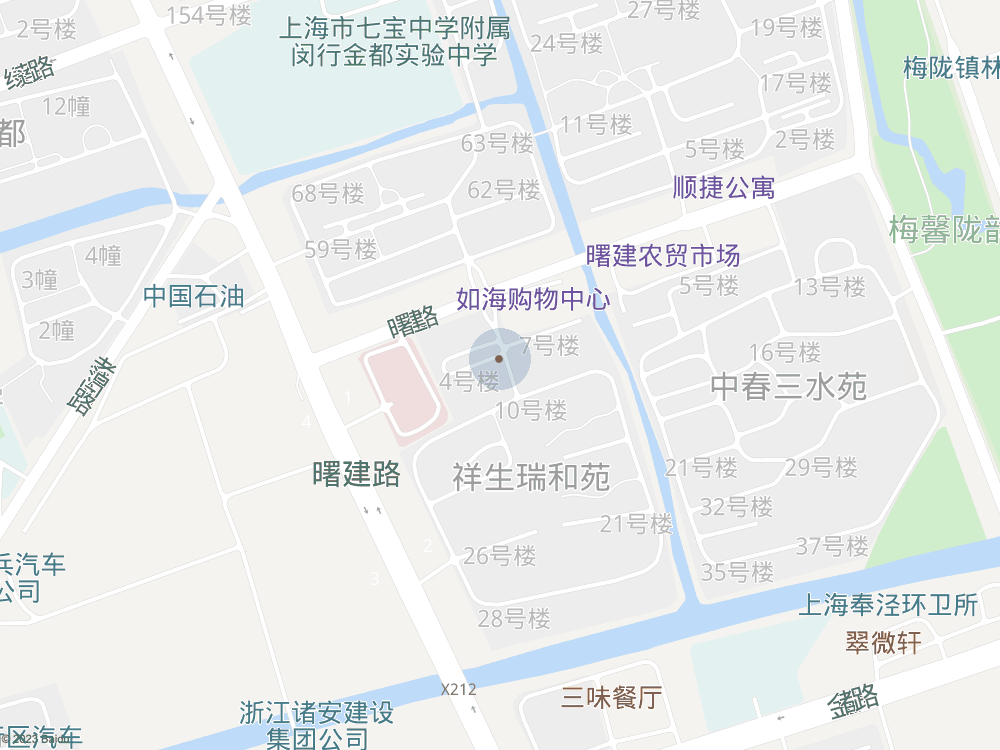 154号楼
2号楼
上海市七宝中学附属
闵行金都实验中学
27号楼
19号楼
24号楼
梅陇镇林
17号楼
12幢
都
11号楼
63号楼
5号楼
2号楼
68号楼
62号楼
顺捷公寓
59号楼
曙建农贸市场
梅馨陇韵
4幢
3幢
中国石油
如海购物中心
5号楼
13号楼
曙建路
2幢
7号楼
16号楼
4号楼
中春三水苑
1
10号楼
4
曙建路
祥生瑞和苑
21号楼
29号楼
32号楼
21号楼
2
26号楼
37号楼
兵汽车
公司
3
35号楼
28号楼
上海奉泾环卫所
翠微轩
X212
三味餐厅
浙江诸安建设
集团公司
区汽车
© 2023 Baidu